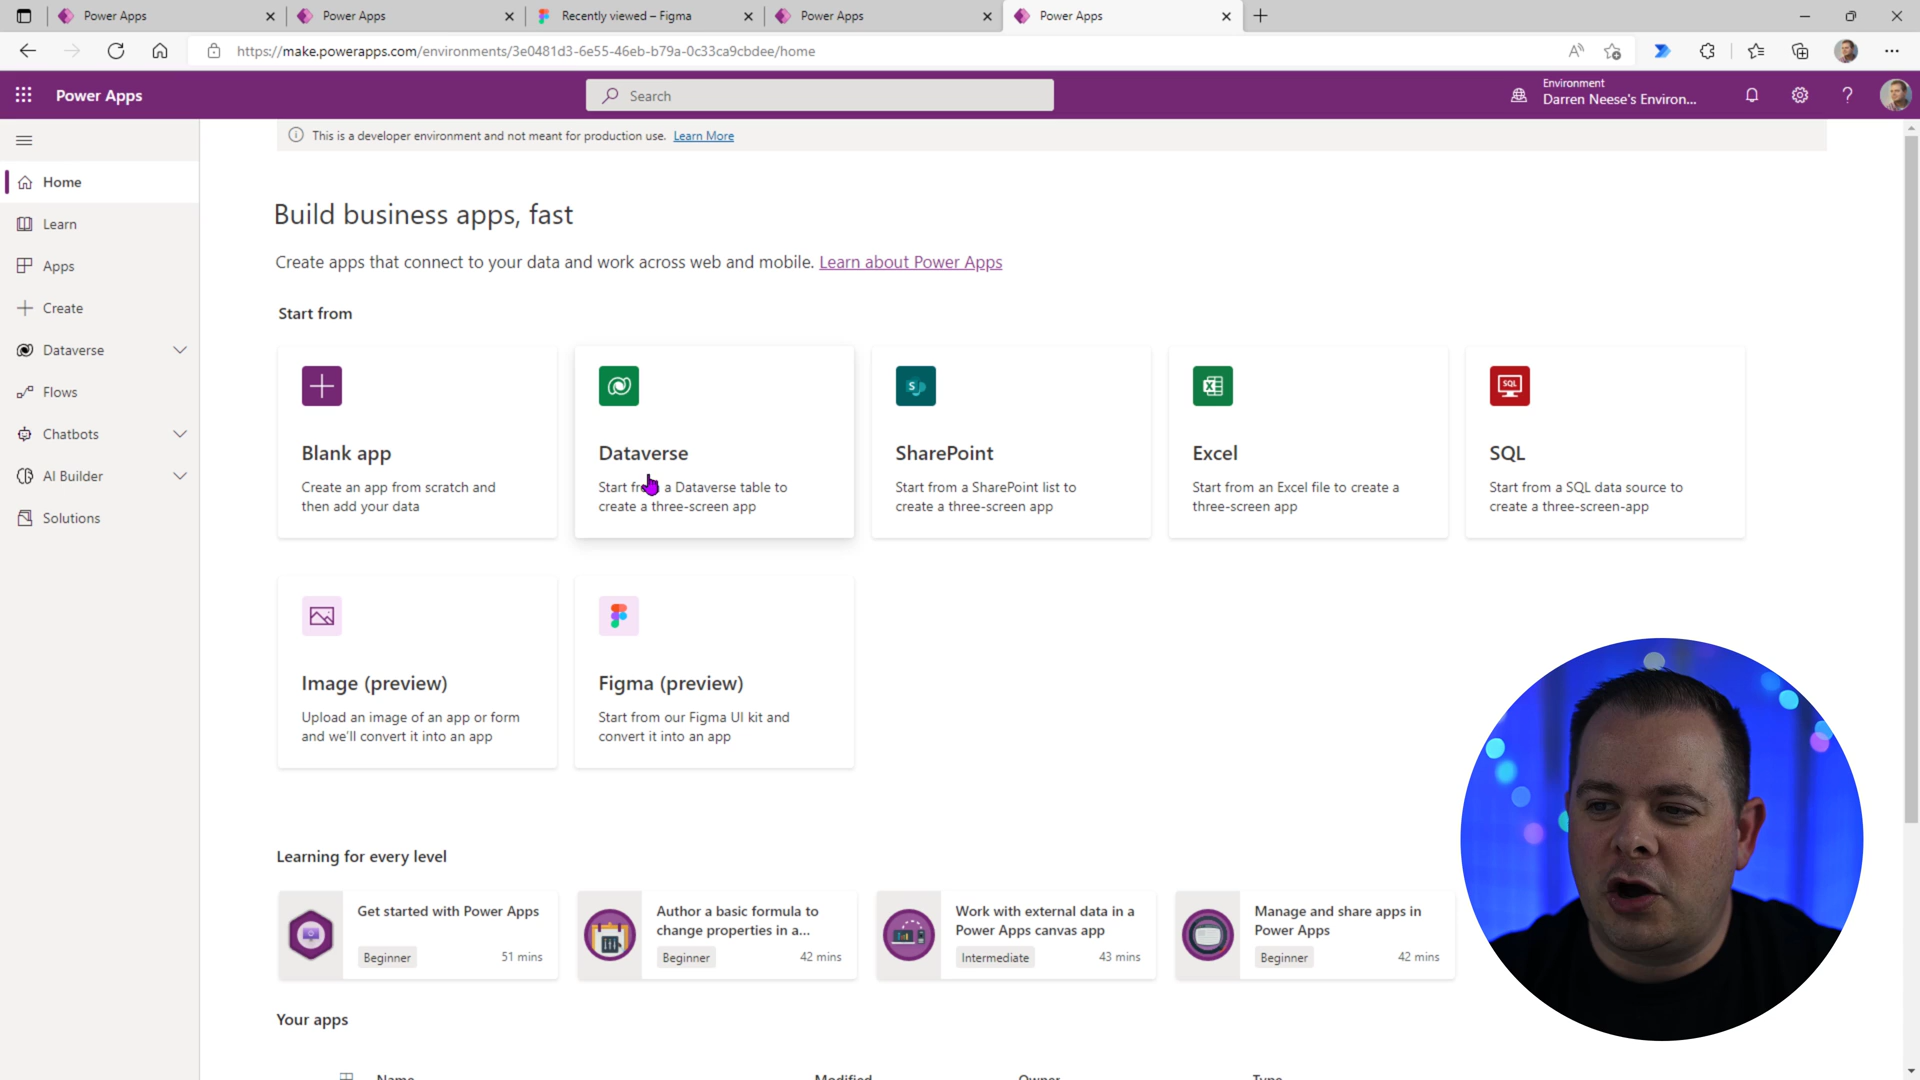 Power Apps
Power Apps
Recently viewed – Figma
Power Apps
Power Apps
https://make.powerapps.com/environments/3e0481d3-6e55-46eb-b79a-0c33ca9cbdee/home
Power Apps
Search
Environment
Darren Neese's Environ...
This is a developer environment and not meant for production use. Learn More
Home
Learn
Apps
Create
Dataverse
Flows
Chatbots
AI Builder
Solutions
Build business apps, fast
Create apps that connect to your data and work across web and mobile. Learn about Power Apps
Start from
Blank app
Create an app from scratch and
then add your data
Dataverse
Start from a Dataverse table to
create a three-screen app
SharePoint
Start from a SharePoint list to
create a three-screen app
Excel
Start from an Excel file to create a
three-screen app
SQL
SQL
Start from a SQL data source to
create a three-screen-app
Image (preview)
Upload an image of an app or form
and we'll convert it into an app
Figma (preview)
Start from our Figma UI kit and
convert it into an app
Learning for every level
Get started with Power Apps
Beginner 51 mins
Author a basic formula to
change properties in a...
Beginner 42 mins
Work with external data in a
Power Apps canvas app
Intermediate 43 mins
Manage and share apps in
Power Apps
Beginner 42 mins
Your apps
Name Modified Owner Type